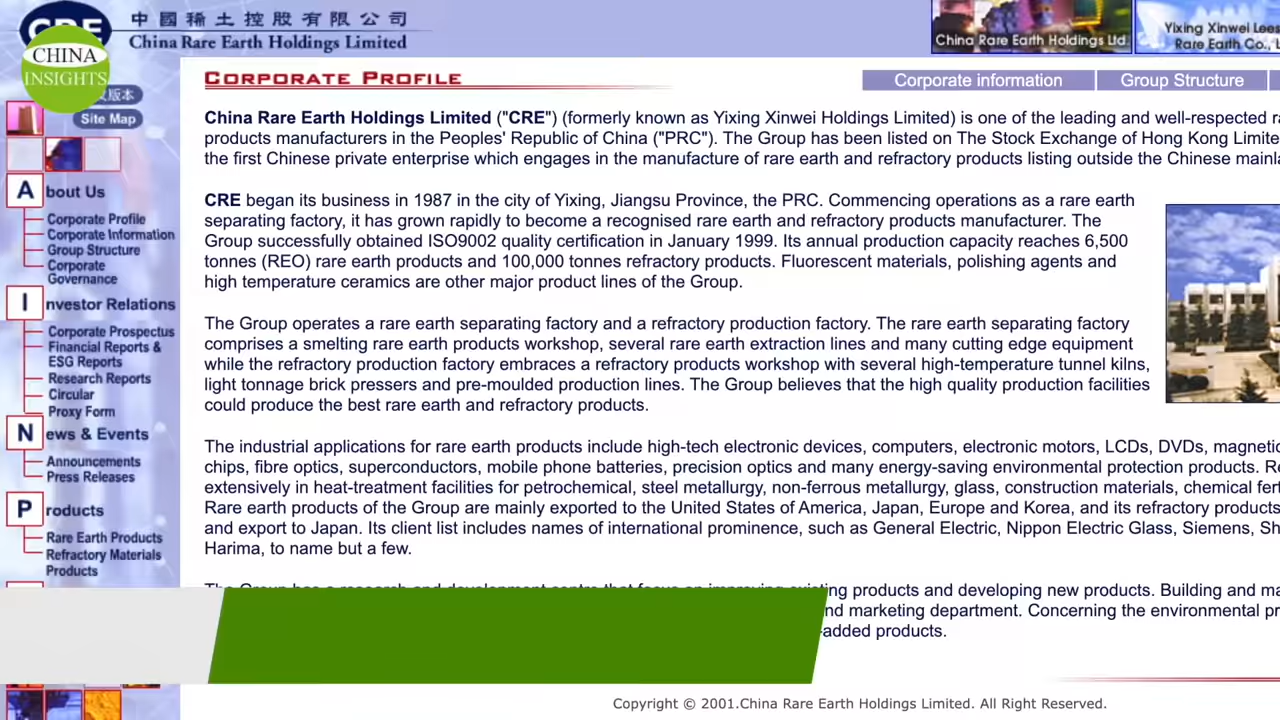 CRE
中國稀土控股有限公司
China Rare Earth Holdings Limited
CHINA
INSIGHTS
China Rare Earth Holdings Ltd
Yixing Xinwei
Rare Earth Co.,
版本
Site Map
CORPORATE PROFILE
Corporate information
Group Structure
About Us
Corporate Profile
Corporate Information
Group Structure
Corporate
Governance
Investor Relations
Corporate Prospectus
Financial Reports &
ESG Reports
Research Reports
Circular
Proxy Form
News & Events
Announcements
Press Releases
Products
Rare Earth Products
Refractory Materials
Products
China Rare Earth Holdings Limited ("CRE") (formerly known as Yixing Xinwei Holdings Limited) is one of the leading and well-respected
products manufacturers in the Peoples' Republic of China ("PRC"). The Group has been listed on The Stock Exchange of Hong Kong
the first Chinese private enterprise which engages in the manufacture of rare earth and refractory products listing outside the Chinese
CRE began its business in 1987 in the city of Yixing, Jiangsu Province, the PRC. Commencing operations as a rare earth
separating factory, it has grown rapidly to become a recognised rare earth and refractory products manufacturer. The
Group successfully obtained ISO9002 quality certification in January 1999. Its annual production capacity reaches 6,500
tonnes (REO) rare earth products and 100,000 tonnes refractory products. Fluorescent materials, polishing agents and
high temperature ceramics are other major product lines of the Group.
The Group operates a rare earth separating factory and a refractory production factory. The rare earth separating factory
comprises a smelting rare earth products workshop, several rare earth extraction lines and many cutting edge equipment
while the refractory production factory embraces a refractory products workshop with several high-temperature tunnel kilns,
light tonnage brick pressers and pre-moulded production lines. The Group believes that the high quality production facilities
could produce the best rare earth and refractory products.
The industrial applications for rare earth products include high-tech electronic devices, computers, electronic motors, LCDs, DVDs,
chips, fibre optics, superconductors, mobile phone batteries, precision optics and many energy-saving environmental protection products.
extensively in heat-treatment facilities for petrochemical, steel metallurgy, non-ferrous metallurgy, glass, construction materials, chemical
Rare earth products of the Group are mainly exported to the United States of America, Japan, Europe and Korea, and its refractory products
and export to Japan. Its client list includes names of international prominence, such as General Electric, Nippon Electric Glass, Siemens,
Harima, to name but a few.
The Group has a research and development centre that focus on improving existing products and developing new products. Building and
and marketing department. Concerning the environmental
-added products.
Copyright © 2001.China Rare Earth Holdings Limited. All Right Reserved.